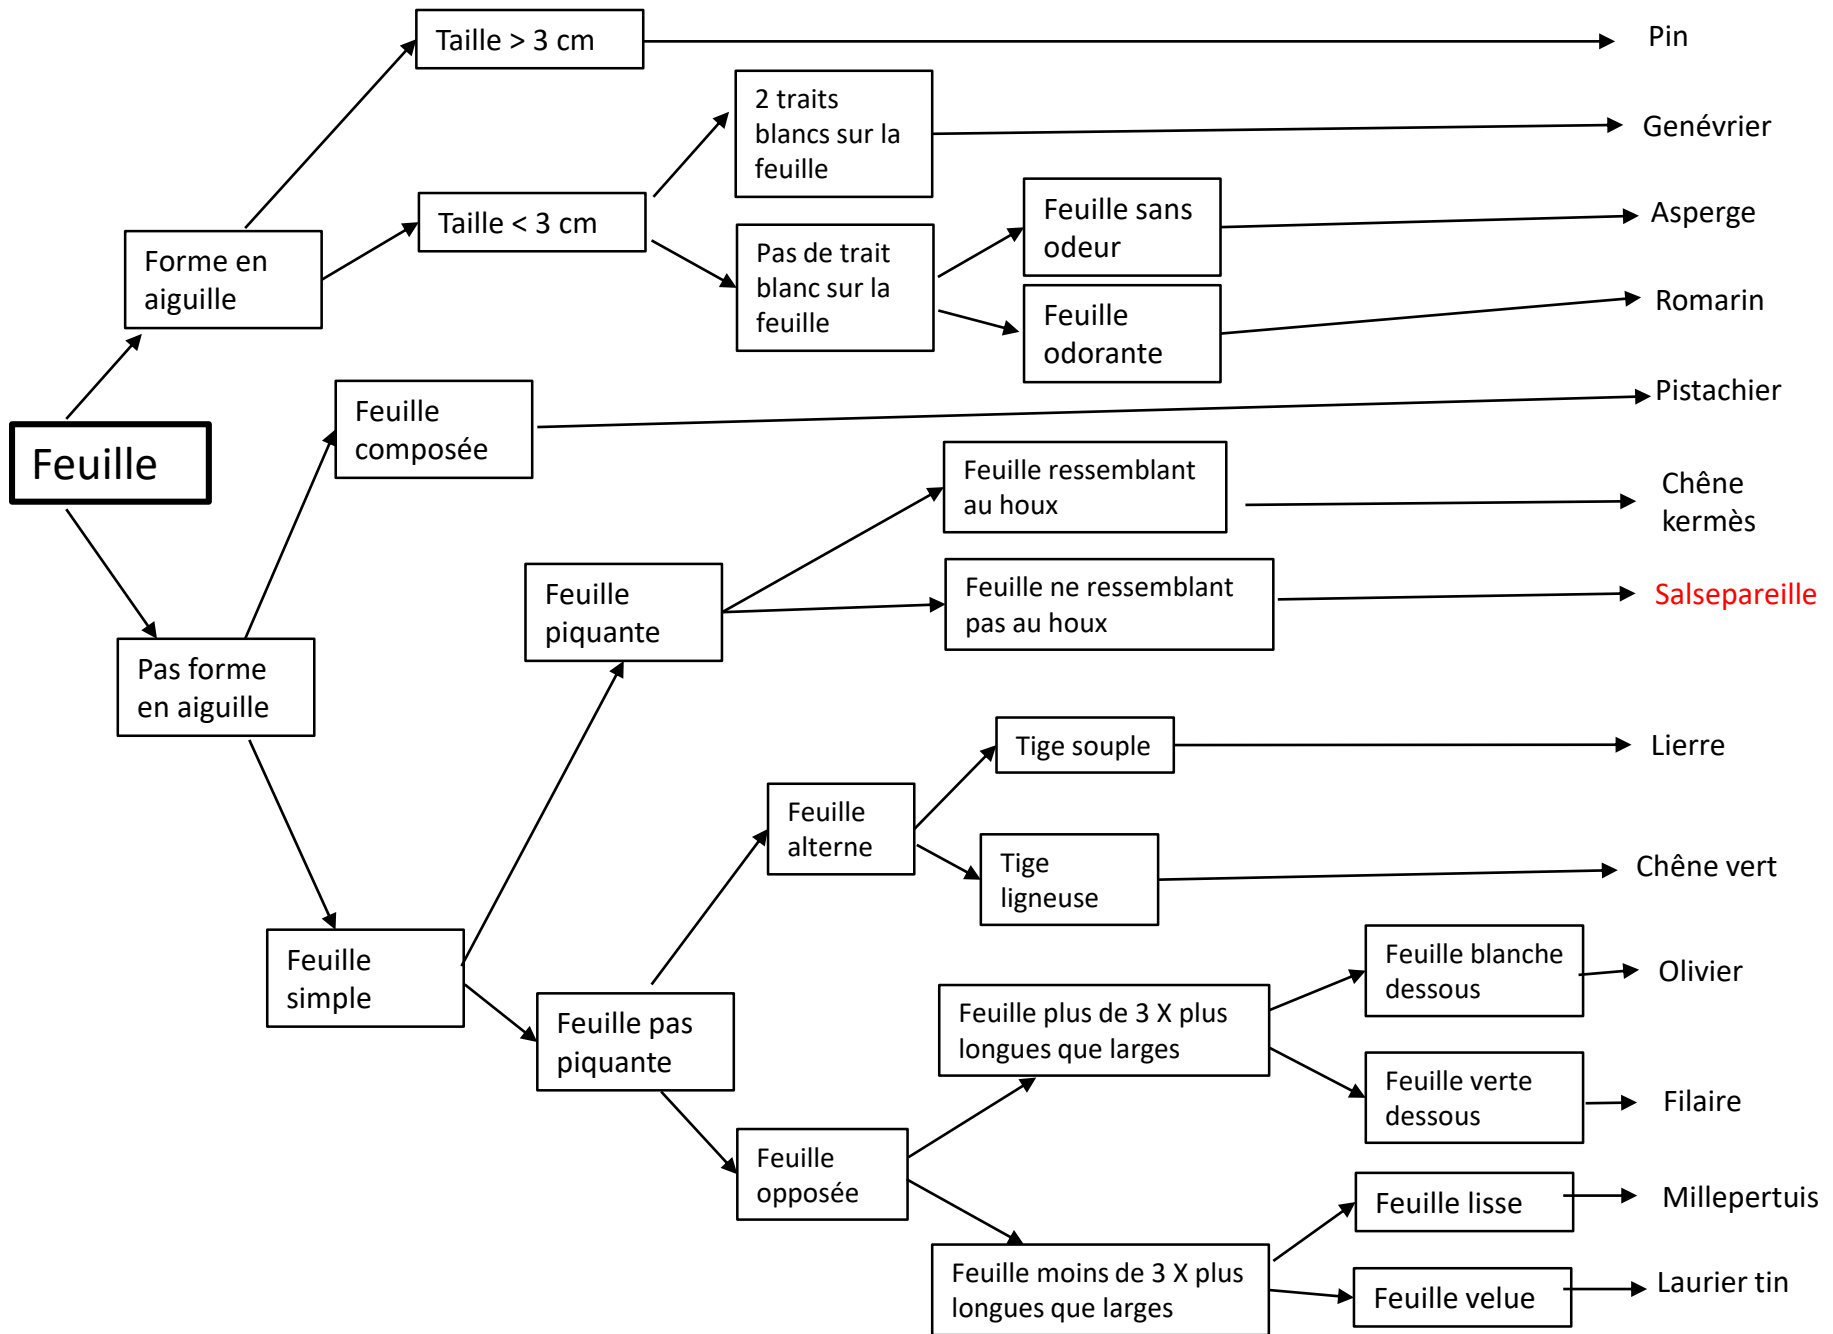 Taille > 3 cm
Pin
2 traits
blancs sur la
feuille
Genévrier
Taille < 3 cm
Feuille sans
odeur
Asperge
Forme en
aiguille
Pas de trait
blanc sur la
feuille
Feuille
odorante
Romarin
Feuille
composée
Pistachier
Feuille
Feuille ressemblant
au houx
Chêne
kermès
Feuille
piquante
Feuille ne ressemblant
pas au houx
Salsepareille
Pas forme
en aiguille
Tige souple
Lierre
Feuille
alterne
Tige
ligneuse
Chêne vert
Feuille
simple
Feuille blanche
dessous
Olivier
Feuille pas
piquante
Feuille plus de 3 X plus
longues que larges
Feuille verte
dessous
Filaire
Feuille
opposée
Feuille lisse
Millepertuis
Feuille moins de 3 X plus
longues que larges
Feuille velue
Laurier tin